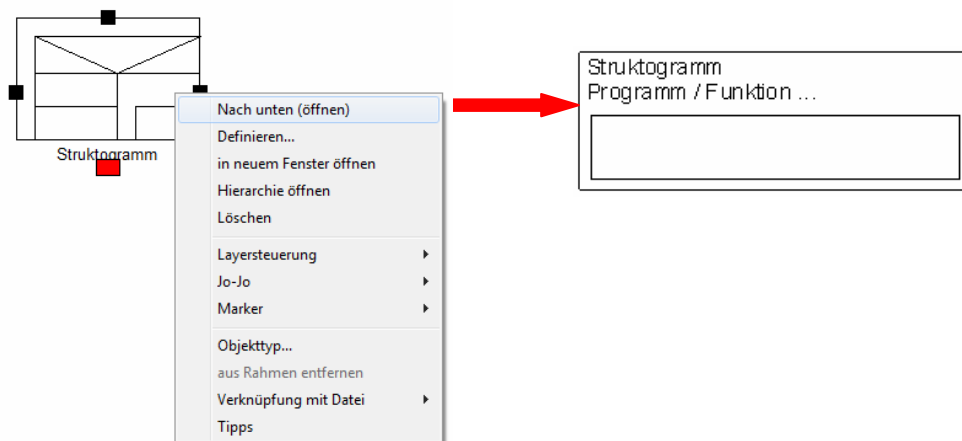 Struktogramm
Nach unten (öffnen)
Definieren...
in neuem Fenster öffnen
Hierarchie öffnen
Löschen
Layersteuerung
Jo-Jo
Marker
Objekttyp...
aus Rahmen entfernen
Verknüpfung mit Datei
Tipps
Struktogramm
Programm / Funktion ...